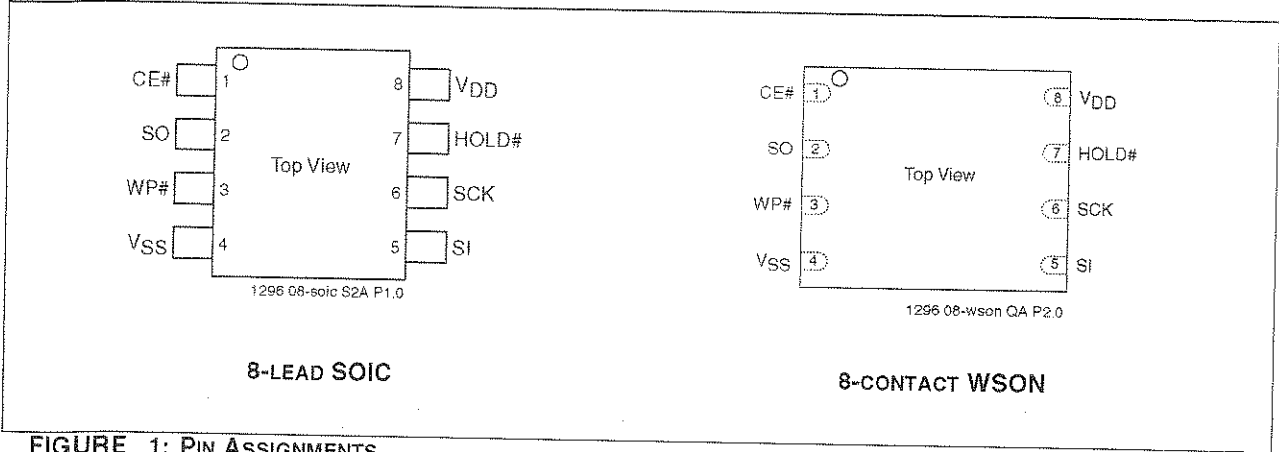 CE# 1 8 VDD
SO 2 7 HOLD#
Top View
WP# 3 6 SCK
VSS 4 5 SI
1296 08-soic S2A P1.0
8-LEAD SOIC
CE# 1 8 VDD
SO 2 7 HOLD#
Top View
WP# 3 6 SCK
VSS 4 5 SI
1296 08-wson QA P2.0
8-CONTACT WSON
FIGURE 1: PIN ASSIGNMENTS